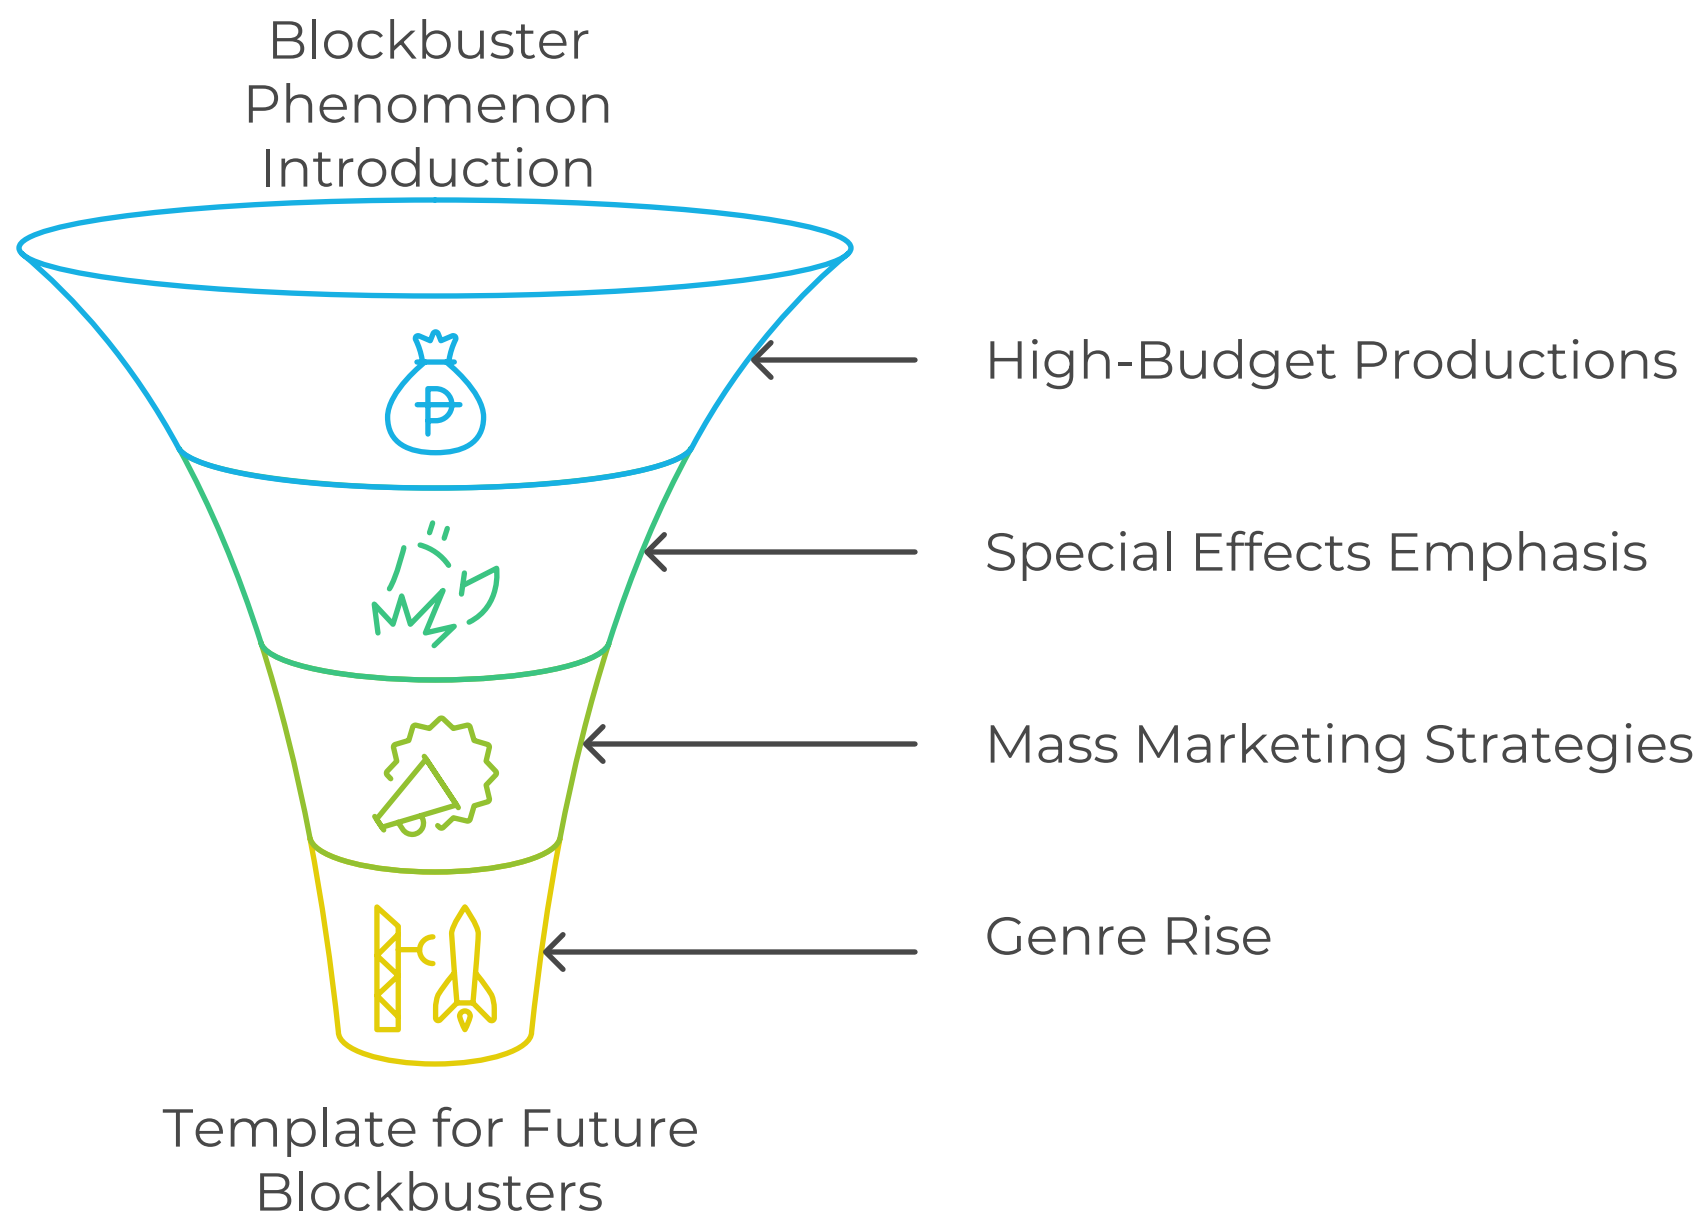 Blockbuster
Phenomenon
Introduction
High-Budget Productions
Special Effects Emphasis
Mass Marketing Strategies
Genre Rise
Template for Future
Blockbusters